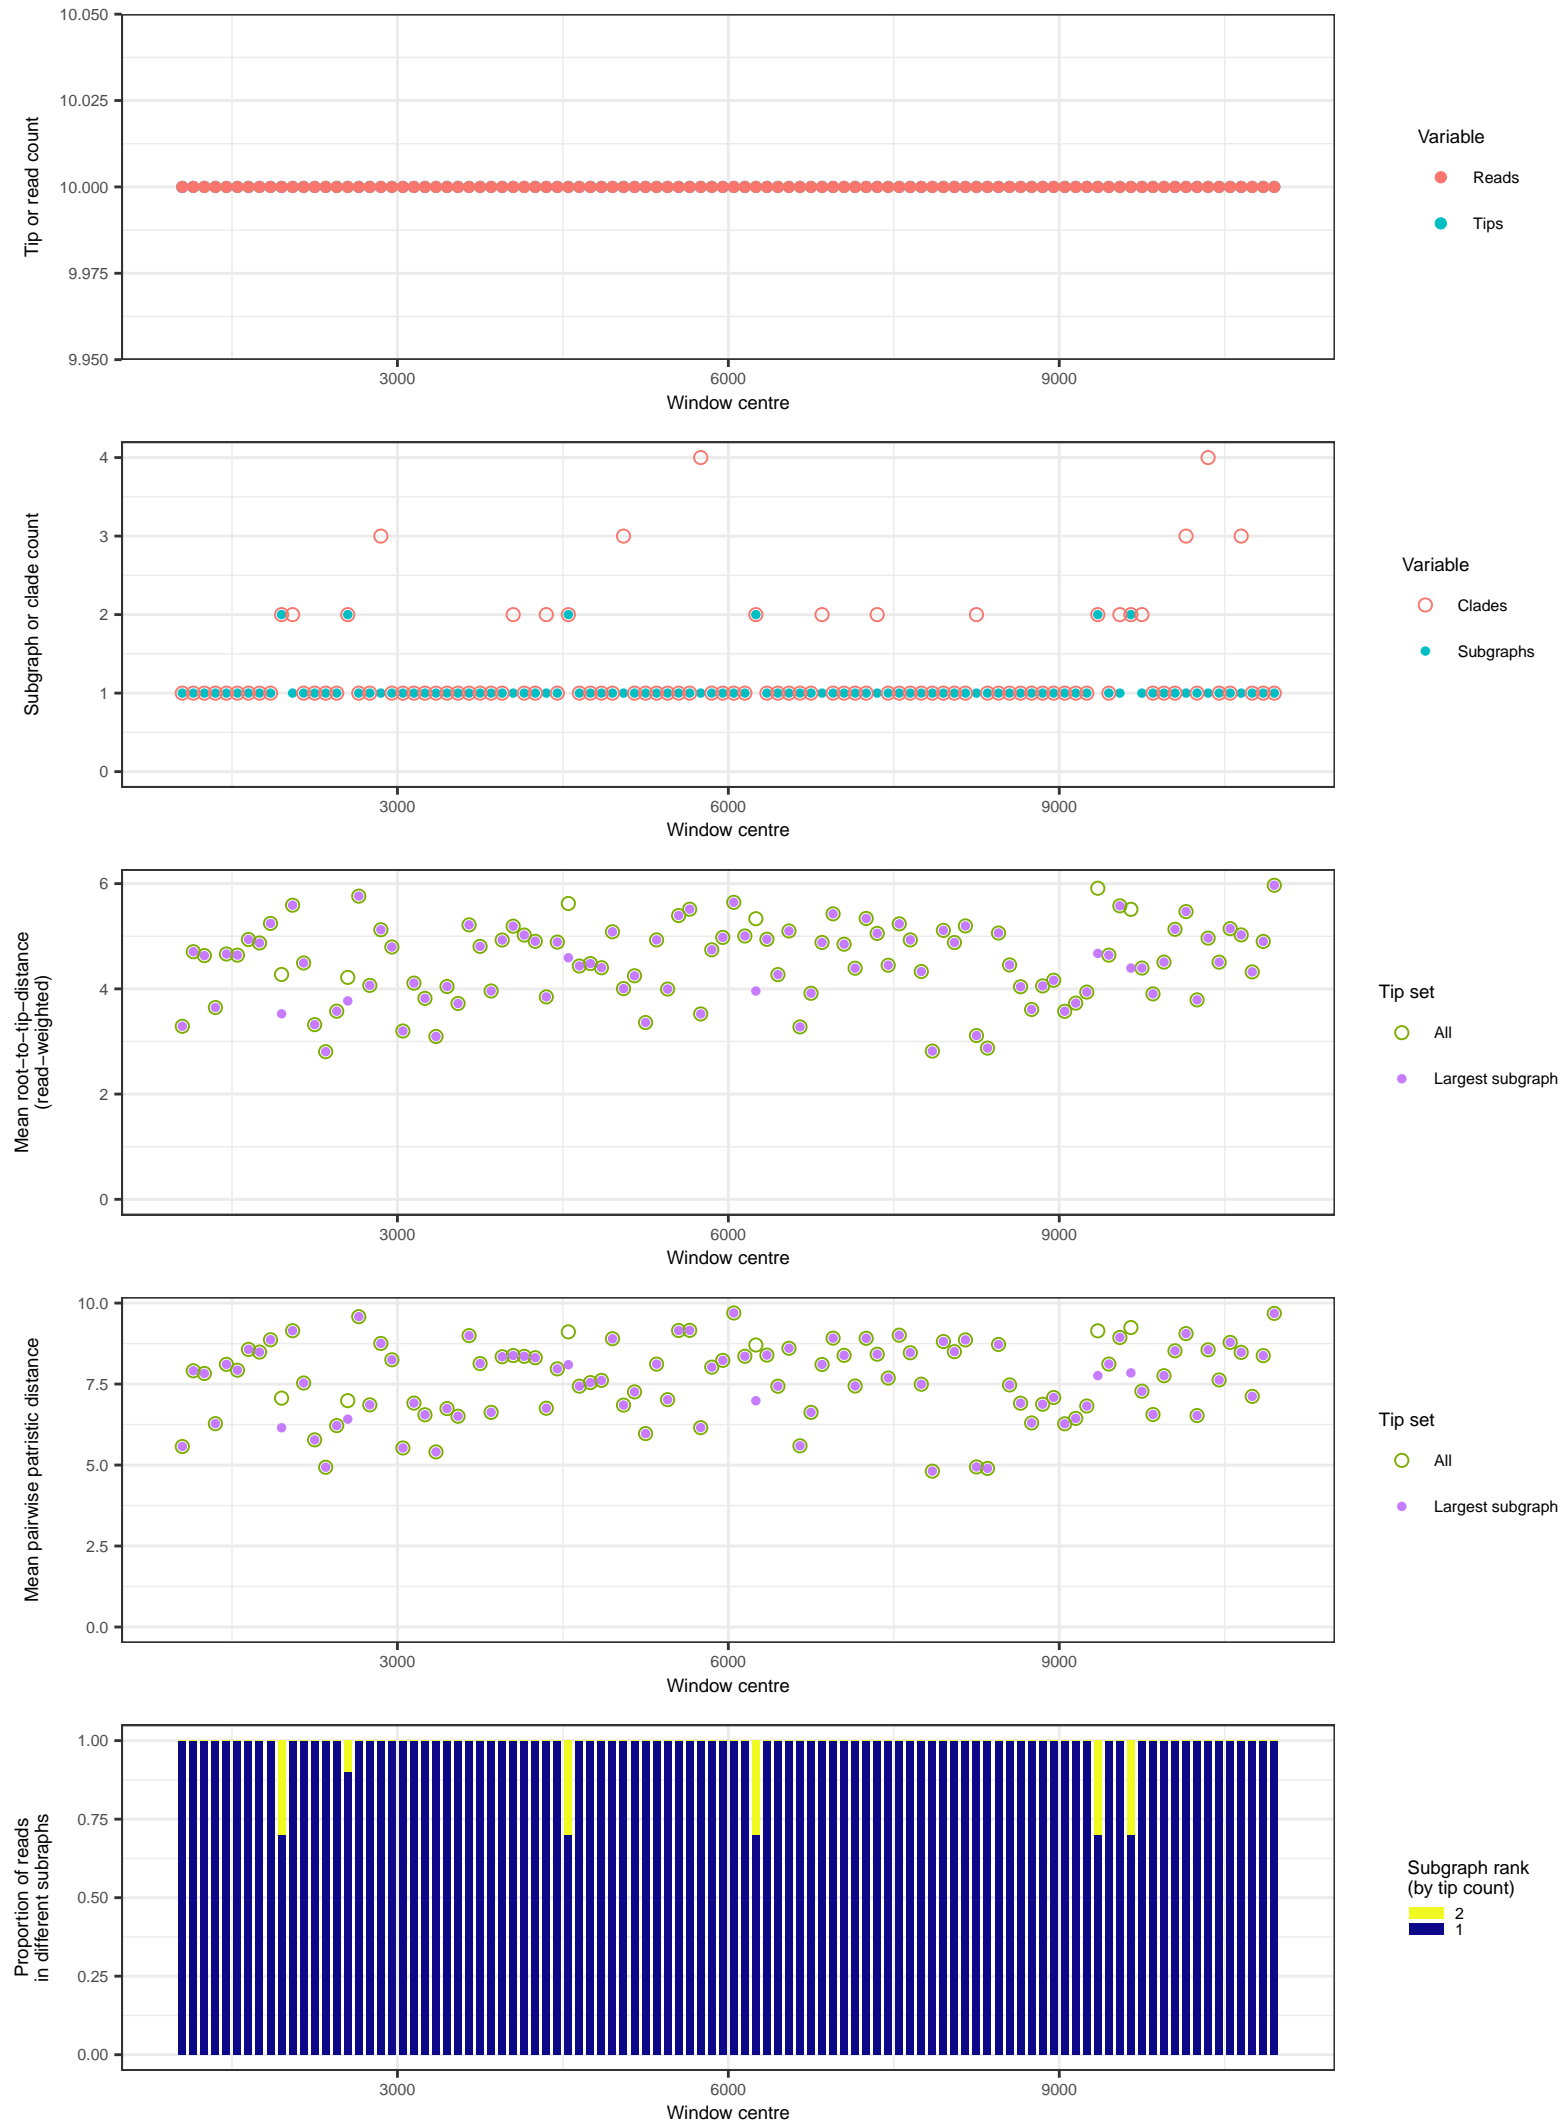 10.050
10.025
10.000
9.975
9.950
Tip or read count
3000 6000 9000
Window centre
Variable
Reads
Tips
4
3
2
1
0
Subgraph or clade count
3000 6000 9000
Window centre
Variable
Clades
Subgraphs
6
4
2
0
Mean root−to−tip−distance
(read−weighted)
3000 6000 9000
Window centre
Tip set
All
Largest subgraph
10.0
7.5
5.0
2.5
0.0
Mean pairwise patristic distance
3000 6000 9000
Window centre
Tip set
All
Largest subgraph
1.00
0.75
0.50
0.25
0.00
Proportion of reads
in different subraphs
3000 6000 9000
Window centre
Subgraph rank
(by tip count)
2
1